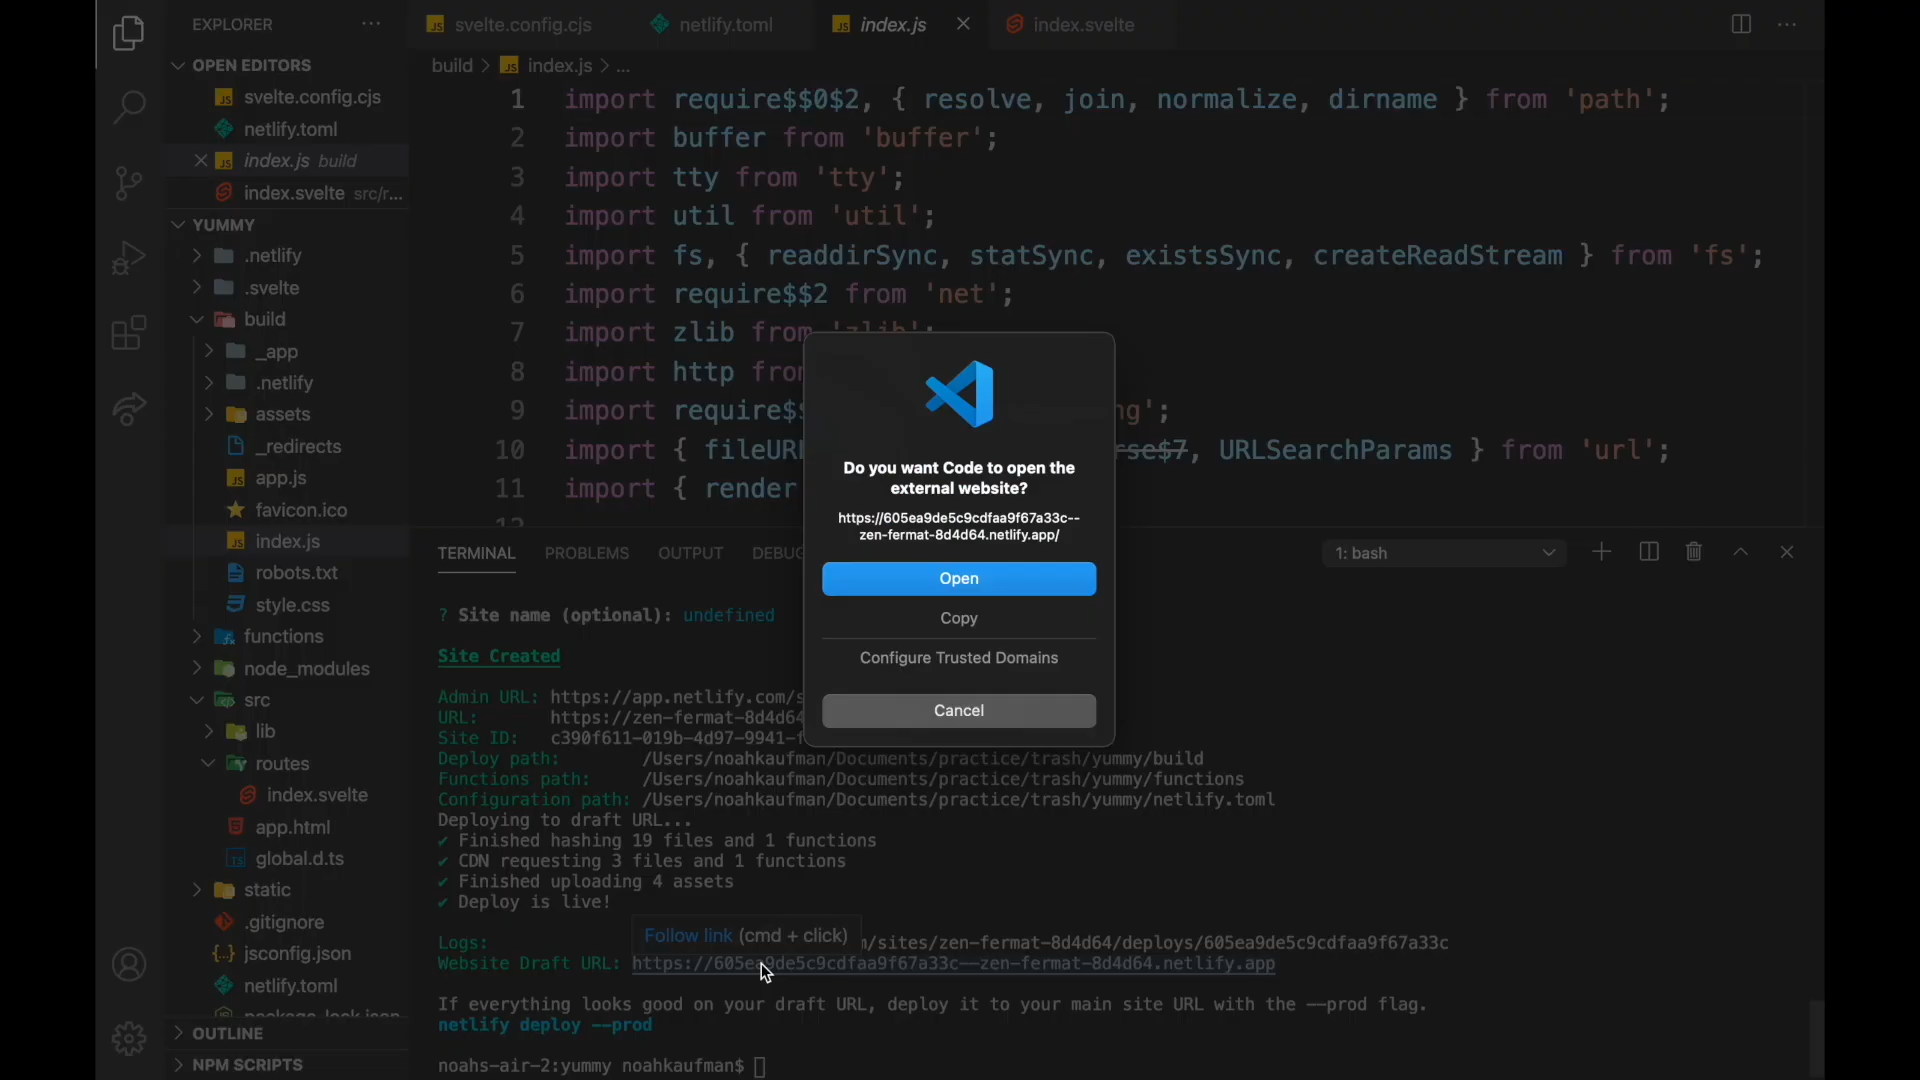 EXPLORER
svelte.config.cjs
netlify.toml
index.js
index.svelte
OPEN EDITORS
svelte.config.cjs
netlify.toml
index.js build
index.svelte src/r...
YUMMY
.netlify
.svelte
build
_app
.netlify
assets
_redirects
app.js
favicon.ico
index.js
robots.txt
style.css
functions
node_modules
src
lib
routes
index.svelte
app.html
global.d.ts
static
.gitignore
jsconfig.json
netlify.toml
package-lock.json
OUTLINE
NPM SCRIPTS
build > index.js > ...
1 import require$$0$2, { resolve, join, normalize, dirname } from 'path';
2 import buffer from 'buffer';
3 import tty from 'tty';
4 import util from 'util';
5 import fs, { readdirSync, statSync, existsSync, createReadStream } from 'fs';
6 import require$$2 from 'net';
7 import zlib from 'zlib';
8 import http from
9 import require$ ng';
10 import { fileUR rse$7, URLSearchParams } from 'url';
11 import { render
12
Do you want Code to open the
external website?
https://605ea9de5c9cdfaa9f67a33c--
zen-fermat-8d4d64.netlify.app/
Open
Copy
Configure Trusted Domains
Cancel
TERMINAL
PROBLEMS
OUTPUT
DEBUG
1: bash
? Site name (optional): undefined
Site Created
Admin URL: https://app.netlify.com/s
URL: https://zen-fermat-8d4d64
Site ID: c390f611-019b-4d97-9941-f
Deploy path: /Users/noahkaufman/Documents/practice/trash/yummy/build
Functions path: /Users/noahkaufman/Documents/practice/trash/yummy/functions
Configuration path: /Users/noahkaufman/Documents/practice/trash/yummy/netlify.toml
Deploying to draft URL...
✔ Finished hashing 19 files and 1 functions
✔ CDN requesting 3 files and 1 functions
✔ Finished uploading 4 assets
✔ Deploy is live!
Follow link (cmd + click)
Logs: /sites/zen-fermat-8d4d64/deploys/605ea9de5c9cdfaa9f67a33c
Website Draft URL: https://605ea9de5c9cdfaa9f67a33c--zen-fermat-8d4d64.netlify.app
If everything looks good on your draft URL, deploy it to your main site URL with the --prod flag.
netlify deploy --prod
noahs-air-2:yummy noahkaufman$